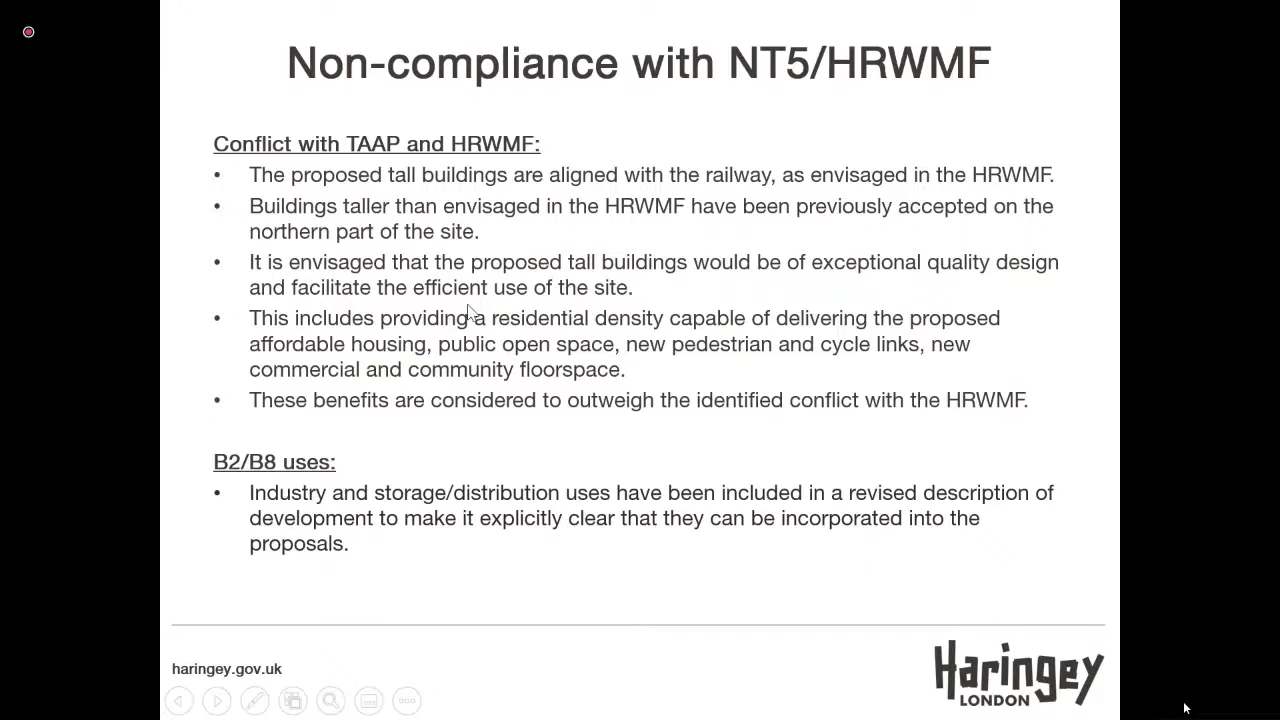 Non-compliance with NT5/HRWMF
Conflict with TAAP and HRWMF:
• The proposed tall buildings are aligned with the railway, as envisaged in the HRWMF.
• Buildings taller than envisaged in the HRWMF have been previously accepted on the
northern part of the site.
• It is envisaged that the proposed tall buildings would be of exceptional quality design
and facilitate the efficient use of the site.
• This includes providing a residential density capable of delivering the proposed
affordable housing, public open space, new pedestrian and cycle links, new
commercial and community floorspace.
• These benefits are considered to outweigh the identified conflict with the HRWMF.
B2/B8 uses:
• Industry and storage/distribution uses have been included in a revised description of
development to make it explicitly clear that they can be incorporated into the
proposals.
haringey.gov.uk
Haringey
LONDON